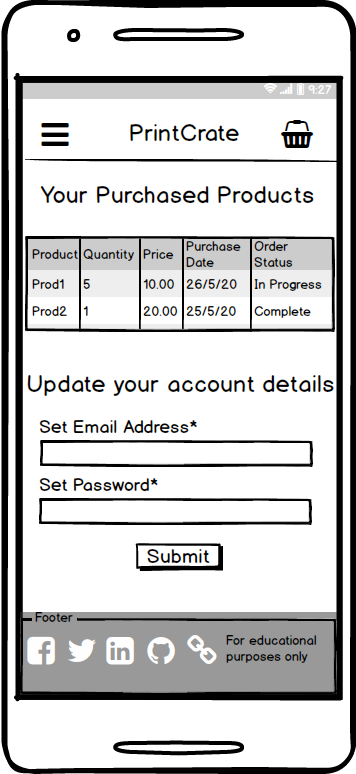 9:27
PrintCrate
Your Purchased Products
Product Quantity Price Purchase Date Order Status
Prod1 5 10.00 26/5/20 In Progress
Prod2 1 20.00 25/5/20 Complete
Update your account details
Set Email Address*
Set Password*
Submit
Footer
For educational
purposes only